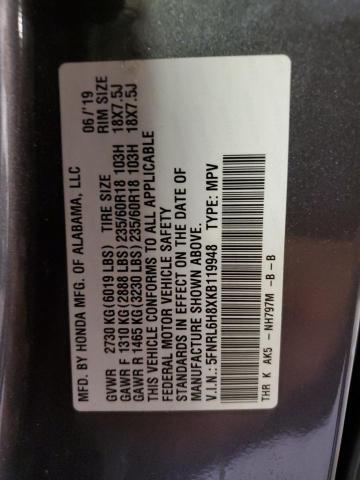 MFD. BY HONDA MFG. OF ALABAMA, LLC 06/'19
GVWR 2730 KG(6019 LBS) TIRE SIZE RIM SIZE
GAWR F 1310 KG(2888 LBS) 235/60R18 103H 18X7.5J
GAWR R 1465 KG(3230 LBS) 235/60R18 103H 18X7.5J
THIS VEHICLE CONFORMS TO ALL APPLICABLE
FEDERAL MOTOR VEHICLE SAFETY
STANDARDS IN EFFECT ON THE DATE OF
MANUFACTURE SHOWN ABOVE.
V.I.N.: 5FNRL6H8XKB119948 TYPE: MPV
THR K AK5 - NH797M -B - B